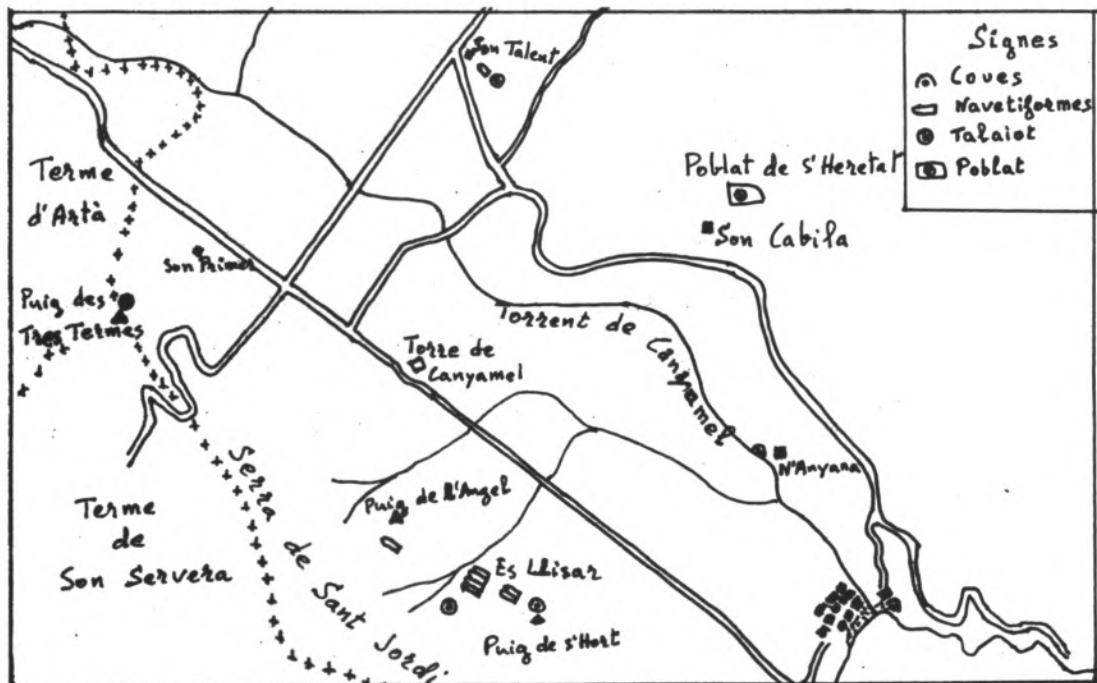 Signes
Coves
Navetiformes
Talaiot
Poblat
Son Talent
Poblat de s'Heretat
Son Cabila
Terme
d'Artà
Son Primer
Puig des
Tres Termes
Torrent de
Canyamel
Torre de
Canyamel
N'Anyana
Puig de l'Angel
Terme
de
Son Servera
Serra
de Sant Jordi
Es Llisar
Puig de s'Hort